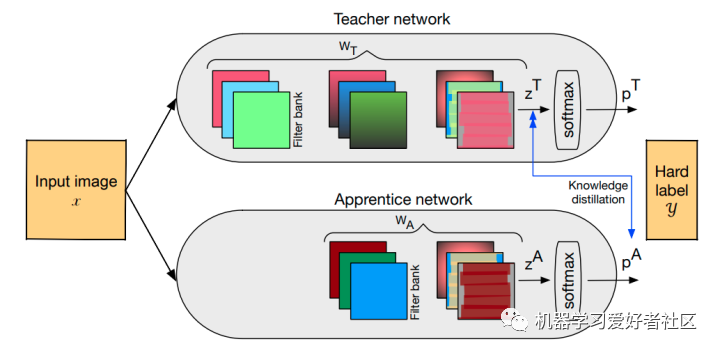 Teacher network
W_T
Filter bank
z^T
softmax
p^T
Input image
x
Knowledge
distillation
Hard
label
y
Apprentice network
W_A
Filter bank
z^A
softmax
p^A
机器学习爱好者社区